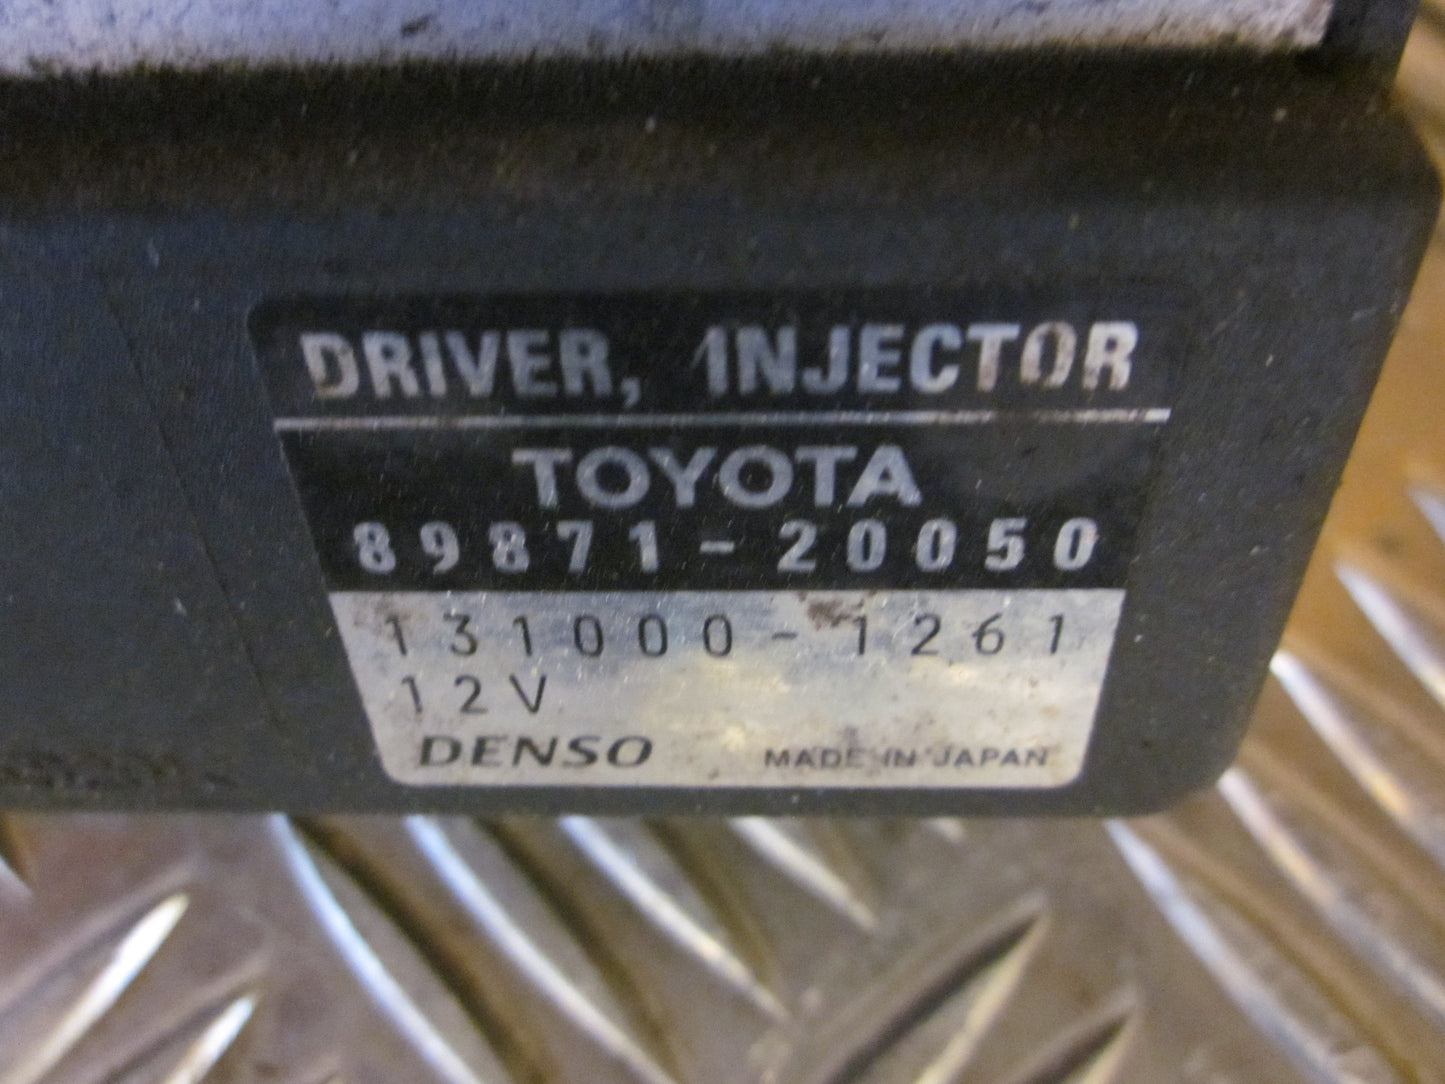 DRIVER, INJECTOR
TOYOTA
89871-20050
131000-1261
12V
DENSO MADE IN JAPAN